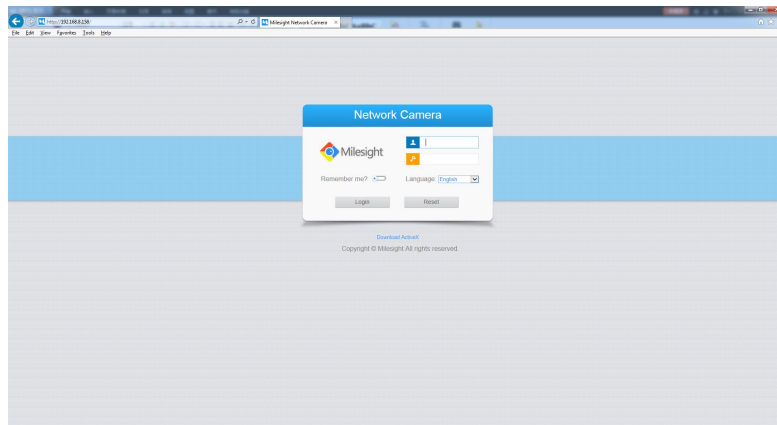 http://192.168.8.158/
Milesight Network Camera
File Edit View Favorites Tools Help
Network Camera
Milesight
Remember me?
Language: English
Login Reset
Download ActiveX
Copyright © Milesight All rights reserved.